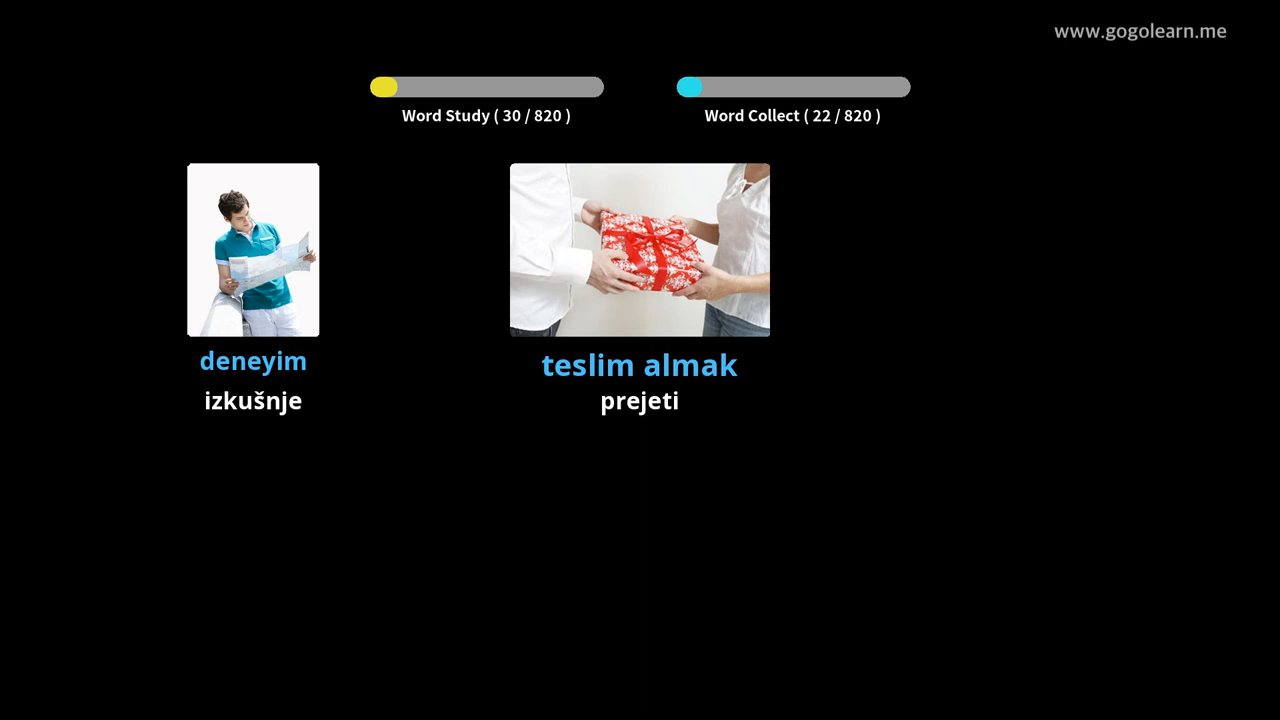 www.gogolearn.me
Word Study ( 30 / 820 )
Word Collect ( 22 / 820 )
deneyim
izkušnje
teslim almak
prejeti